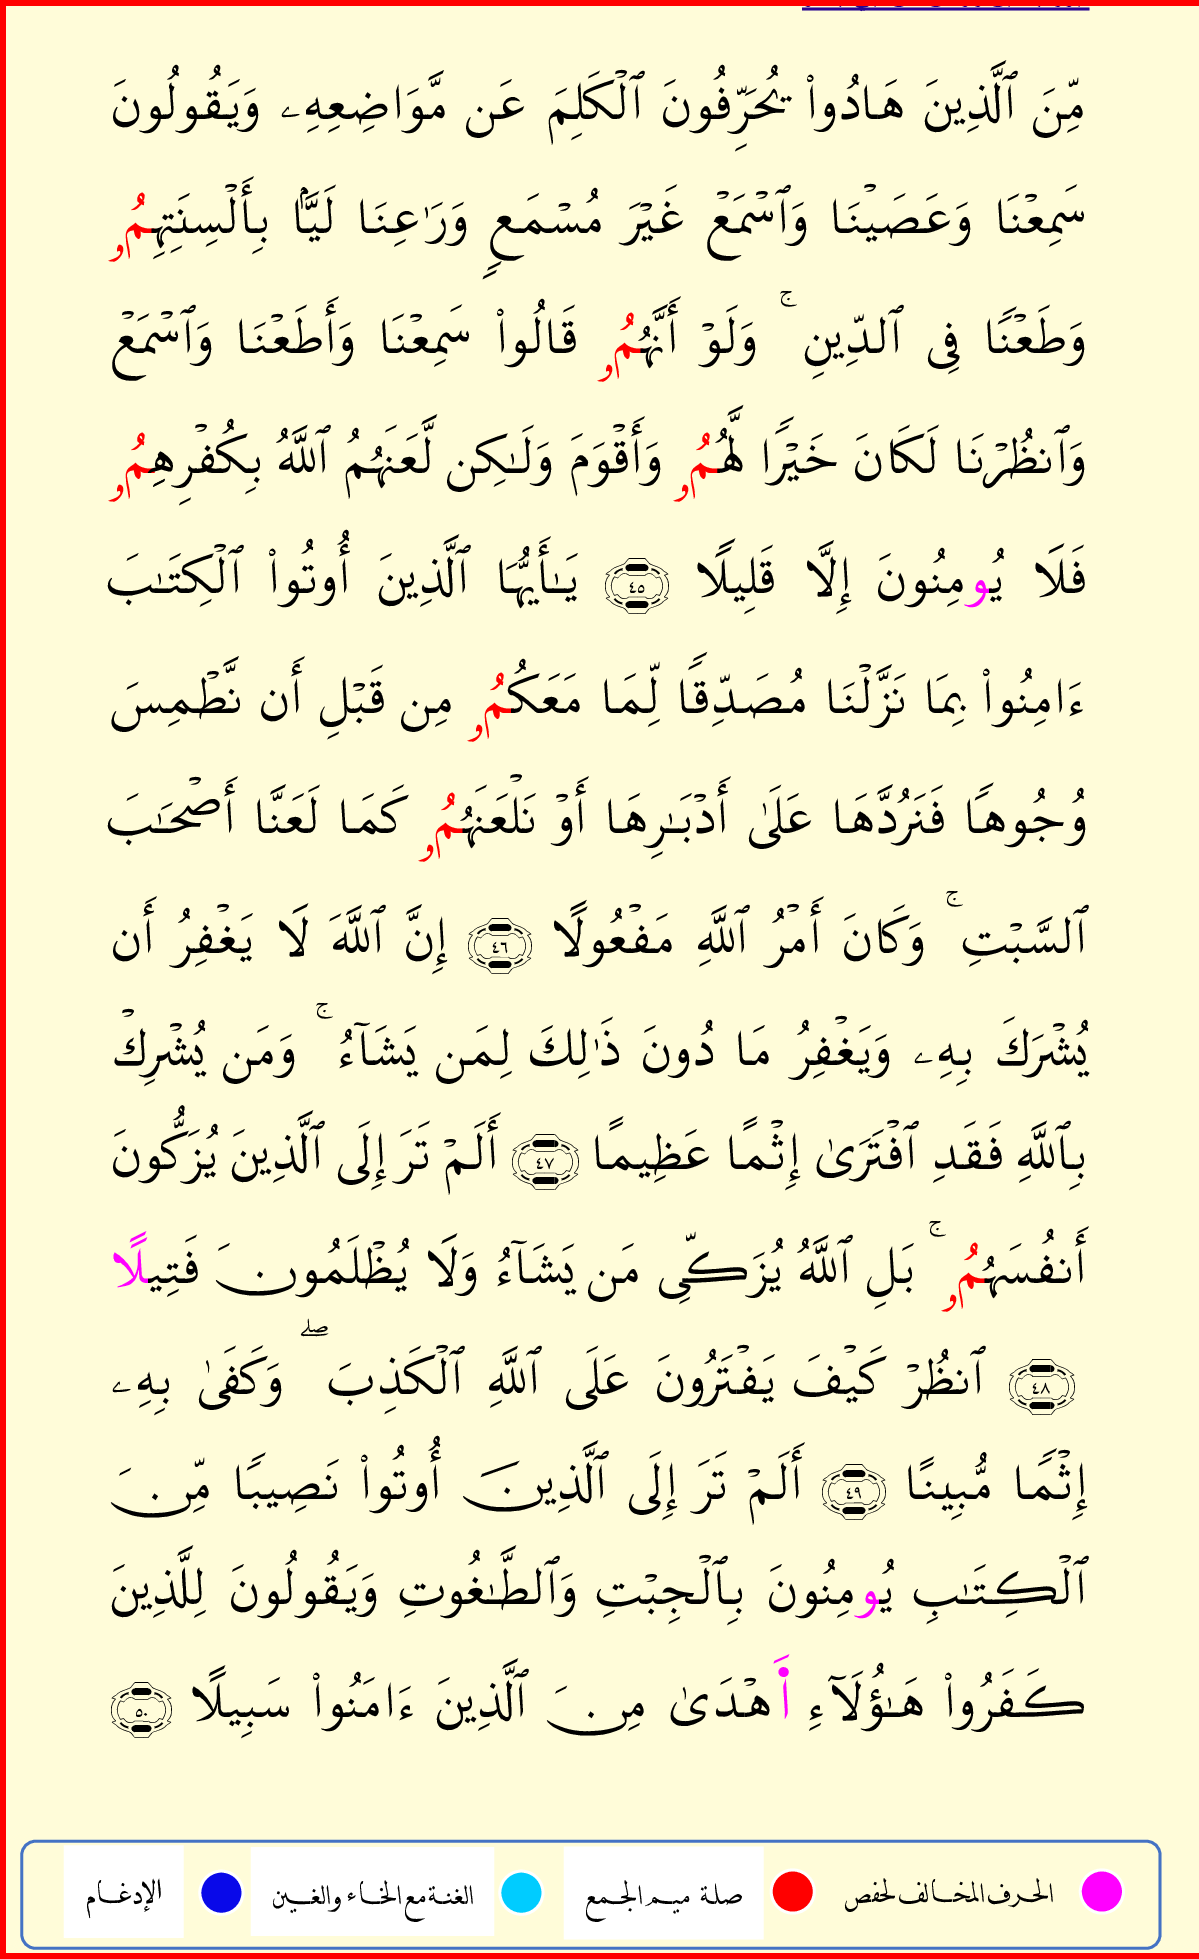 مِّنَ ٱلَّذِينَ هَادُوا۟ يُحَرِّفُونَ ٱلْكَلِمَ عَن مَّوَاضِعِهِۦ وَيَقُولُونَ
سَمِعْنَا وَعَصَيْنَا وَٱسْمَعْ غَيْرَ مُسْمَعٍ وَرَٰعِنَا لَيًّۢا بِأَلْسِنَتِهِمُۥ
وَطَعْنًا فِى ٱلدِّينِ ۚ وَلَوْ أَنَّهُمُۥ قَالُوا۟ سَمِعْنَا وَأَطَعْنَا وَٱسْمَعْ
وَٱنظُرْنَا لَكَانَ خَيْرًا لَّهُمُۥ وَأَقْوَمَ وَلَـٰكِن لَّعَنَهُمُ ٱللَّهُ بِكُفْرِهِمُۥ
فَلَا يُومِنُونَ إِلَّا قَلِيلًا ٤٥ يَـٰأَيُّهَا ٱلَّذِينَ أُوتُوا۟ ٱلْكِتَـٰبَ
ءَامِنُوا۟ بِمَا نَزَّلْنَا مُصَدِّقًا لِّمَا مَعَكُمُۥ مِن قَبْلِ أَن نَّطْمِسَ
وُجُوهًا فَنَرُدَّهَا عَلَىٰ أَدْبَـٰرِهَا أَوْ نَلْعَنَهُمُۥ كَمَا لَعَنَّا أَصْحَـٰبَ
ٱلسَّبْتِ ۚ وَكَانَ أَمْرُ ٱللَّهِ مَفْعُولًا ٤٦ إِنَّ ٱللَّهَ لَا يَغْفِرُ أَن
يُشْرَكَ بِهِۦ وَيَغْفِرُ مَا دُونَ ذَٰلِكَ لِمَن يَشَآءُ ۚ وَمَن يُشْرِكْ
بِٱللَّهِ فَقَدِ ٱفْتَرَىٰ إِثْمًا عَظِيمًا ٤٧ أَلَمْ تَرَ إِلَى ٱلَّذِينَ يُزَكُّونَ
أَنفُسَهُمُۥ ۚ بَلِ ٱللَّهُ يُزَكِّى مَن يَشَآءُ وَلَا يُظْلَمُونَ فَتِيلًا
٤٨ ٱنظُرْ كَيْفَ يَفْتَرُونَ عَلَى ٱللَّهِ ٱلْكَذِبَ ۖ وَكَفَىٰ بِهِۦ
إِثْمًا مُّبِينًا ٤٩ أَلَمْ تَرَ إِلَى ٱلَّذِينَ أُوتُوا۟ نَصِيبًا مِّنَ
ٱلْكِتَـٰبِ يُومِنُونَ بِٱلْجِبْتِ وَٱلطَّـٰغُوتِ وَيَقُولُونَ لِلَّذِينَ
كَفَرُوا۟ هَـٰؤُلَآءِ اَ۬هْدَىٰ مِنَ ٱلَّذِينَ ءَامَنُوا۟ سَبِيلًا ٥٠
الحرف المخالف لحفص صلة ميم الجمع الغنة مع الخاء والغين الإدغام